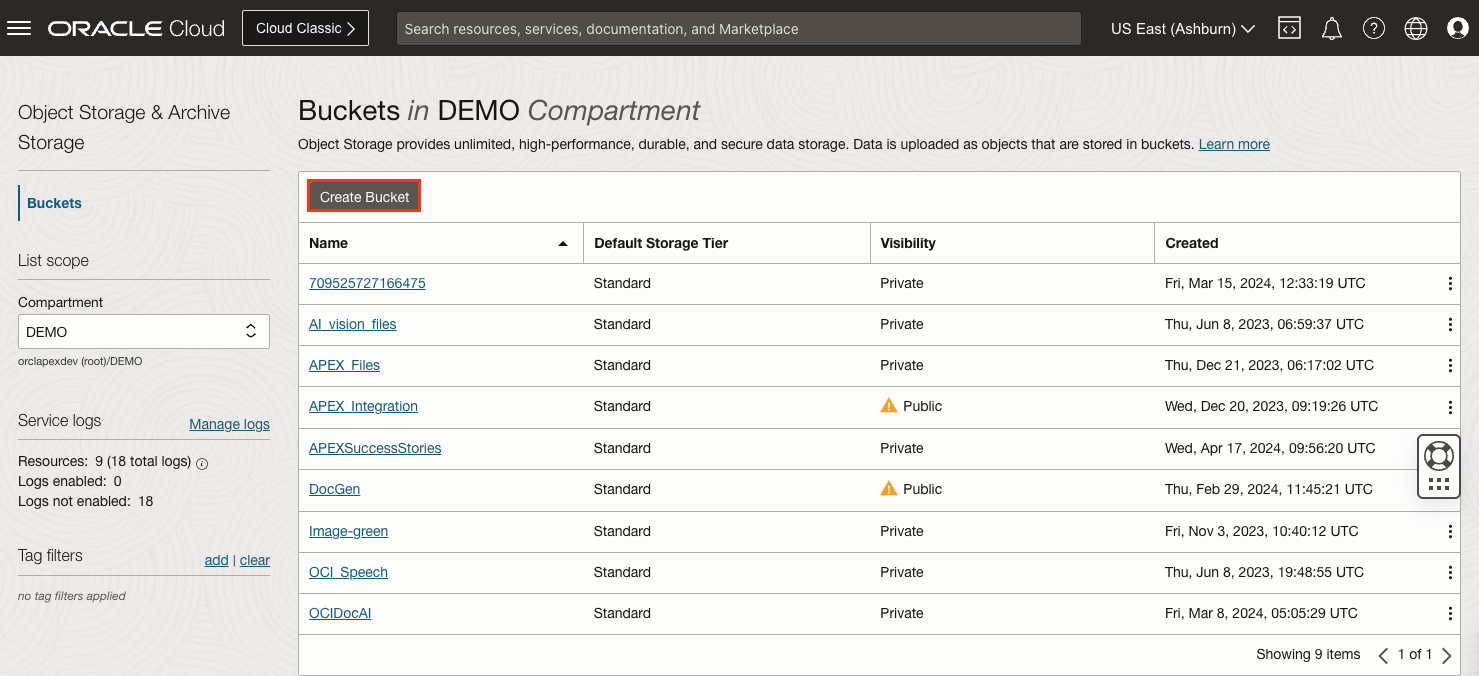 ORACLE Cloud
Cloud Classic
Search resources, services, documentation, and Marketplace
US East (Ashburn)
Object Storage & Archive
Storage
Buckets
List scope
Compartment
DEMO
orclapexdev (root)/DEMO
Service logs
Manage logs
Resources: 9 (18 total logs)
Logs enabled: 0
Logs not enabled: 18
Tag filters
add | clear
no tag filters applied
Buckets in DEMO Compartment
Object Storage provides unlimited, high-performance, durable, and secure data storage. Data is uploaded as objects that are stored in buckets. Learn more
Create Bucket
Name Default Storage Tier Visibility Created
709525727166475 Standard Private Fri, Mar 15, 2024, 12:33:19 UTC
AI_vision_files Standard Private Thu, Jun 8, 2023, 06:59:37 UTC
APEX_Files Standard Private Thu, Dec 21, 2023, 06:17:02 UTC
APEX_Integration Standard Public Wed, Dec 20, 2023, 09:19:26 UTC
APEXSuccessStories Standard Private Wed, Apr 17, 2024, 09:56:20 UTC
DocGen Standard Public Thu, Feb 29, 2024, 11:45:21 UTC
Image-green Standard Private Fri, Nov 3, 2023, 10:40:12 UTC
OCI_Speech Standard Private Thu, Jun 8, 2023, 19:48:55 UTC
OCIDocAI Standard Private Fri, Mar 8, 2024, 05:05:29 UTC
Showing 9 items 1 of 1